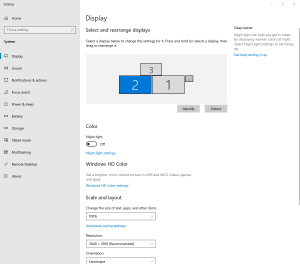 Settings
Home
Find a setting
System
Display
Sound
Notifications & actions
Focus assist
Power & sleep
Battery
Storage
Tablet mode
Multitasking
Remote Desktop
About
Display
Select and rearrange displays
Select a display below to change the settings for it. Press and hold (or select) a display, then
drag to rearrange it.
3
2
1
Identify
Detect
Color
Night light
Off
Night light settings
Windows HD Color
Get a brighter, more vibrant picture in HDR and WCG videos, games,
and apps.
Windows HD Color settings
Scale and layout
Change the size of text, apps, and other items
Advanced scaling settings
Resolution
(Recommended)
Orientation
Landscape
Sleep better
Night light can help you get to sleep
by displaying warmer colors at night.
Select Night light settings to set things
up.
Get help setting it up